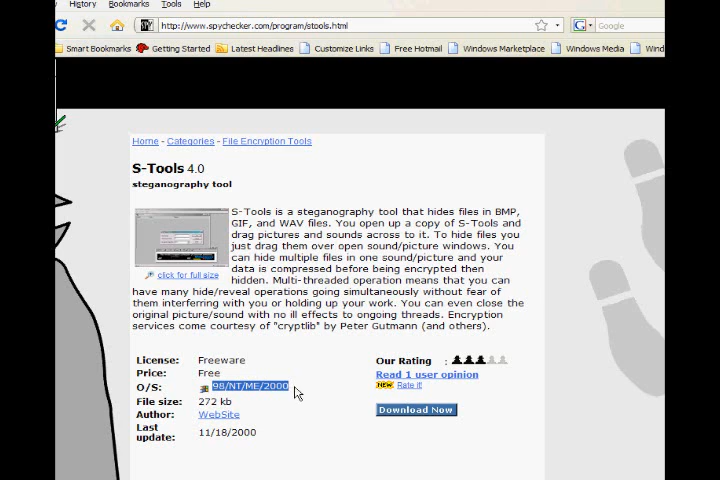 History Bookmarks Tools Help
SPY http://www.spychecker.com/program/stools.html G Google
Smart Bookmarks Getting Started Latest Headlines Customize Links Free Hotmail Windows Marketplace Windows Media Wind
Home - Categories - File Encryption Tools
S-Tools 4.0
steganography tool
S-Tools is a steganography tool that hides files in BMP,
GIF, and WAV files. You open up a copy of S-Tools and
drag pictures and sounds across to it. To hide files you
just drag them over open sound/picture windows. You
can hide multiple files in one sound/picture and your
data is compressed before being encrypted then
click for full size hidden. Multi-threaded operation means that you can
have many hide/reveal operations going simultaneously without fear of
them interfering with you or holding up your work. You can even close the
original picture/sound with no ill effects to ongoing threads. Encryption
services come courtesy of "cryptlib" by Peter Gutmann (and others).
License: Freeware
Price: Free
O/S: 98/NT/ME/2000
File size: 272 kb
Author: WebSite
Last update: 11/18/2000
Our Rating :
Read 1 user opinion
NEW Rate it!
Download Now